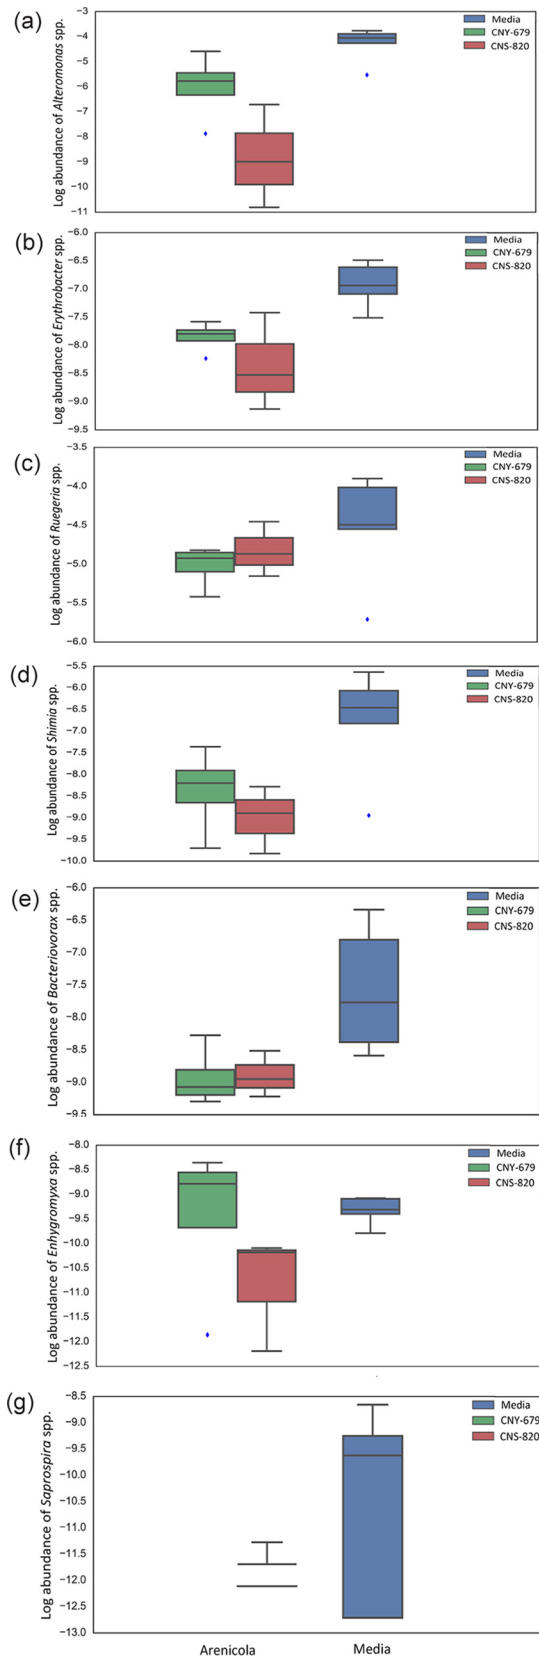 (a)
Log abundance of Alteromonas spp.
−3
−4
−5
−6
−7
−8
−9
−10
−11
Media
CNY-679
CNS-820
(b)
Log abundance of Erythrobacter spp.
−6.0
−6.5
−7.0
−7.5
−8.0
−8.5
−9.0
−9.5
Media
CNY-679
CNS-820
(c)
Log abundance of Ruegeria spp.
−3.5
−4.0
−4.5
−5.0
−5.5
−6.0
Media
CNY-679
CNS-820
(d)
Log abundance of Shimia spp.
−5.5
−6.0
−6.5
−7.0
−7.5
−8.0
−8.5
−9.0
−9.5
−10.0
Media
CNY-679
CNS-820
(e)
Log abundance of Bacteriovorax spp.
−6.0
−6.5
−7.0
−7.5
−8.0
−8.5
−9.0
−9.5
Media
CNY-679
CNS-820
(f)
Log abundance of Enhygromyxa spp.
−8.0
−8.5
−9.0
−9.5
−10.0
−10.5
−11.0
−11.5
−12.0
−12.5
Media
CNY-679
CNS-820
(g)
Log abundance of Saprospira spp.
−8.5
−9.0
−9.5
−10.0
−10.5
−11.0
−11.5
−12.0
−12.5
−13.0
Media
CNY-679
CNS-820
Arenicola Media